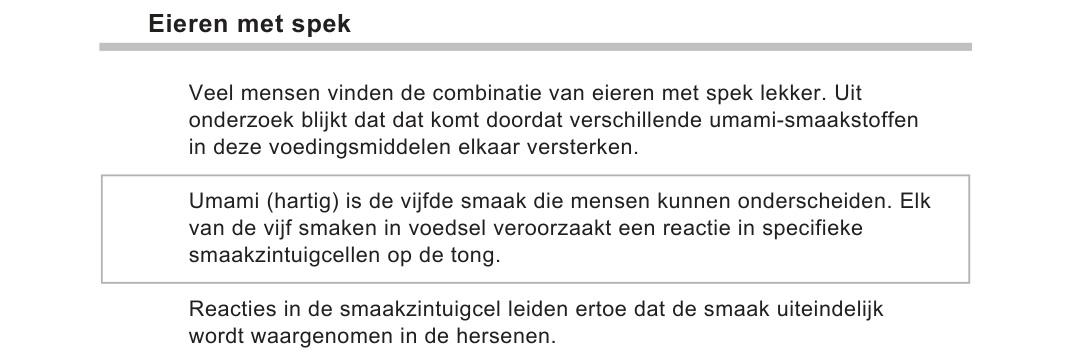 Eieren met spek
Veel mensen vinden de combinatie van eieren met spek lekker. Uit
onderzoek blijkt dat dat komt doordat verschillende umami-smaakstoffen
in deze voedingsmiddelen elkaar versterken.
Umami (hartig) is de vijfde smaak die mensen kunnen onderscheiden. Elk
van de vijf smaken in voedsel veroorzaakt een reactie in specifieke
smaakzintuigcellen op de tong.
Reacties in de smaakzintuigcel leiden ertoe dat de smaak uiteindelijk
wordt waargenomen in de hersenen.